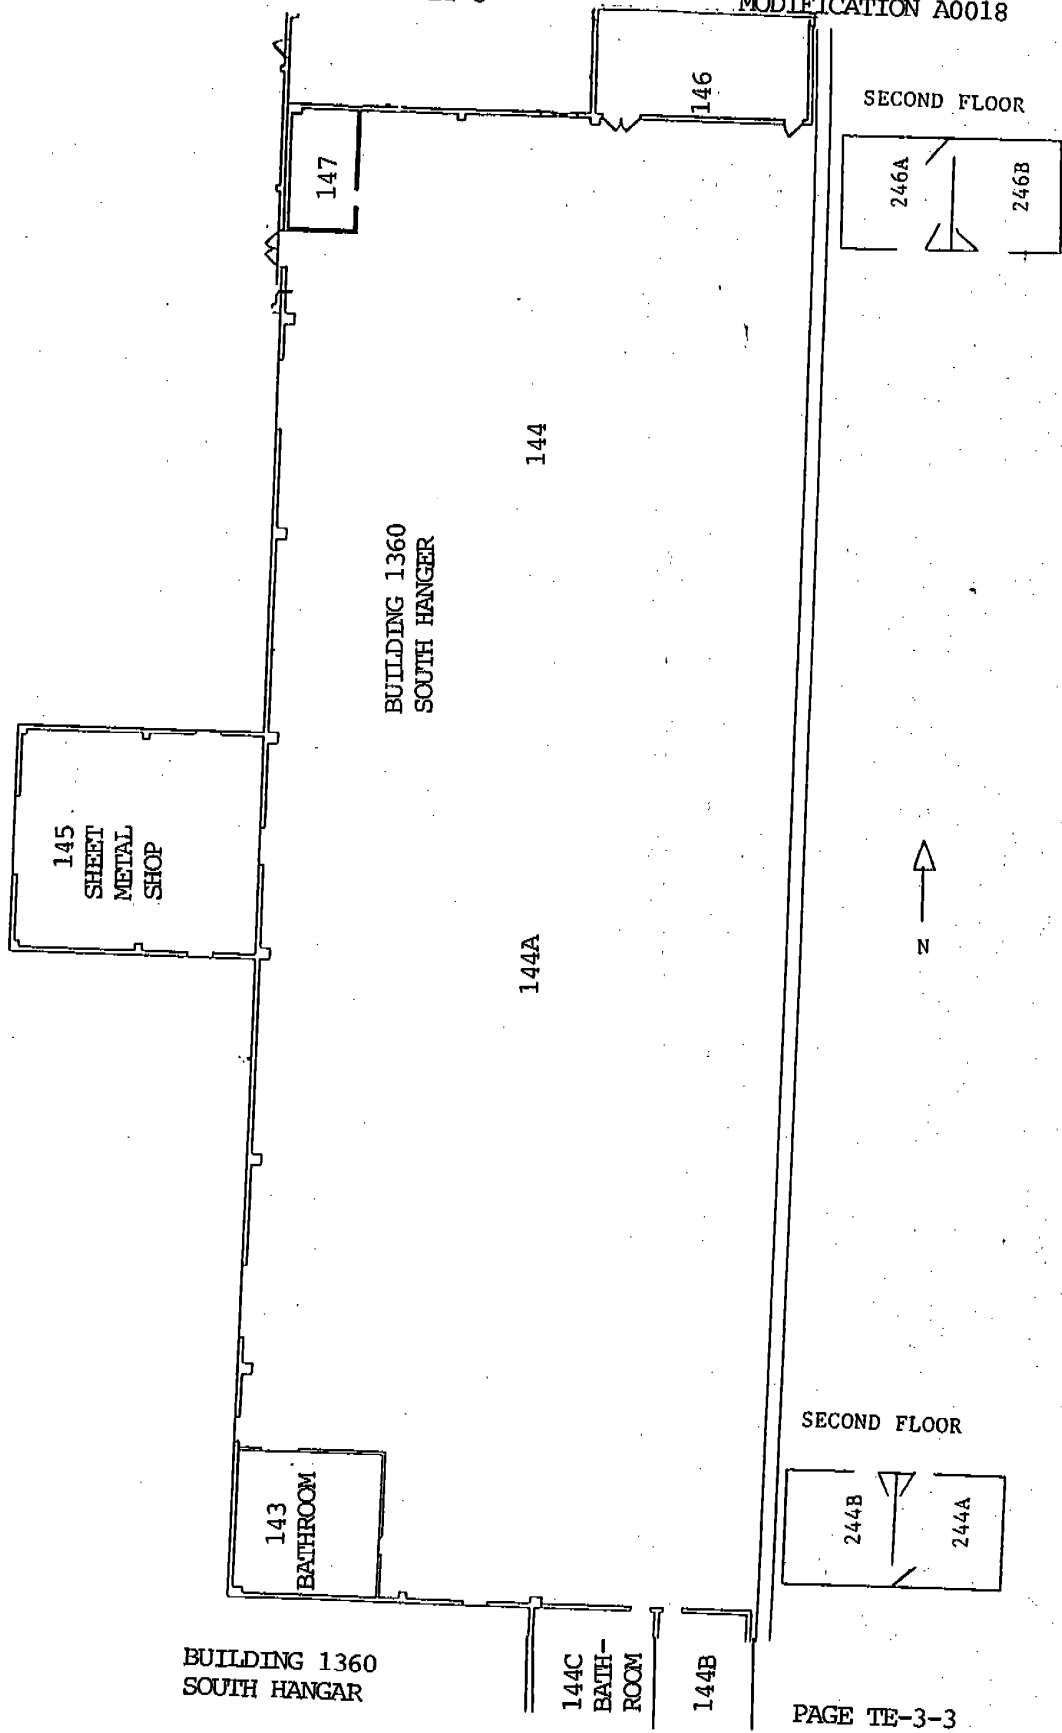 MODIFICATION A0018
146
SECOND FLOOR
147
246A
246B
144
BUILDING 1360
SOUTH HANGER
145
SHEET
METAL
SHOP
144A
N
SECOND FLOOR
143
BATHROOM
244B
244A
144C
BATH-
ROOM
144B
BUILDING 1360
SOUTH HANGAR
PAGE TE-3-3